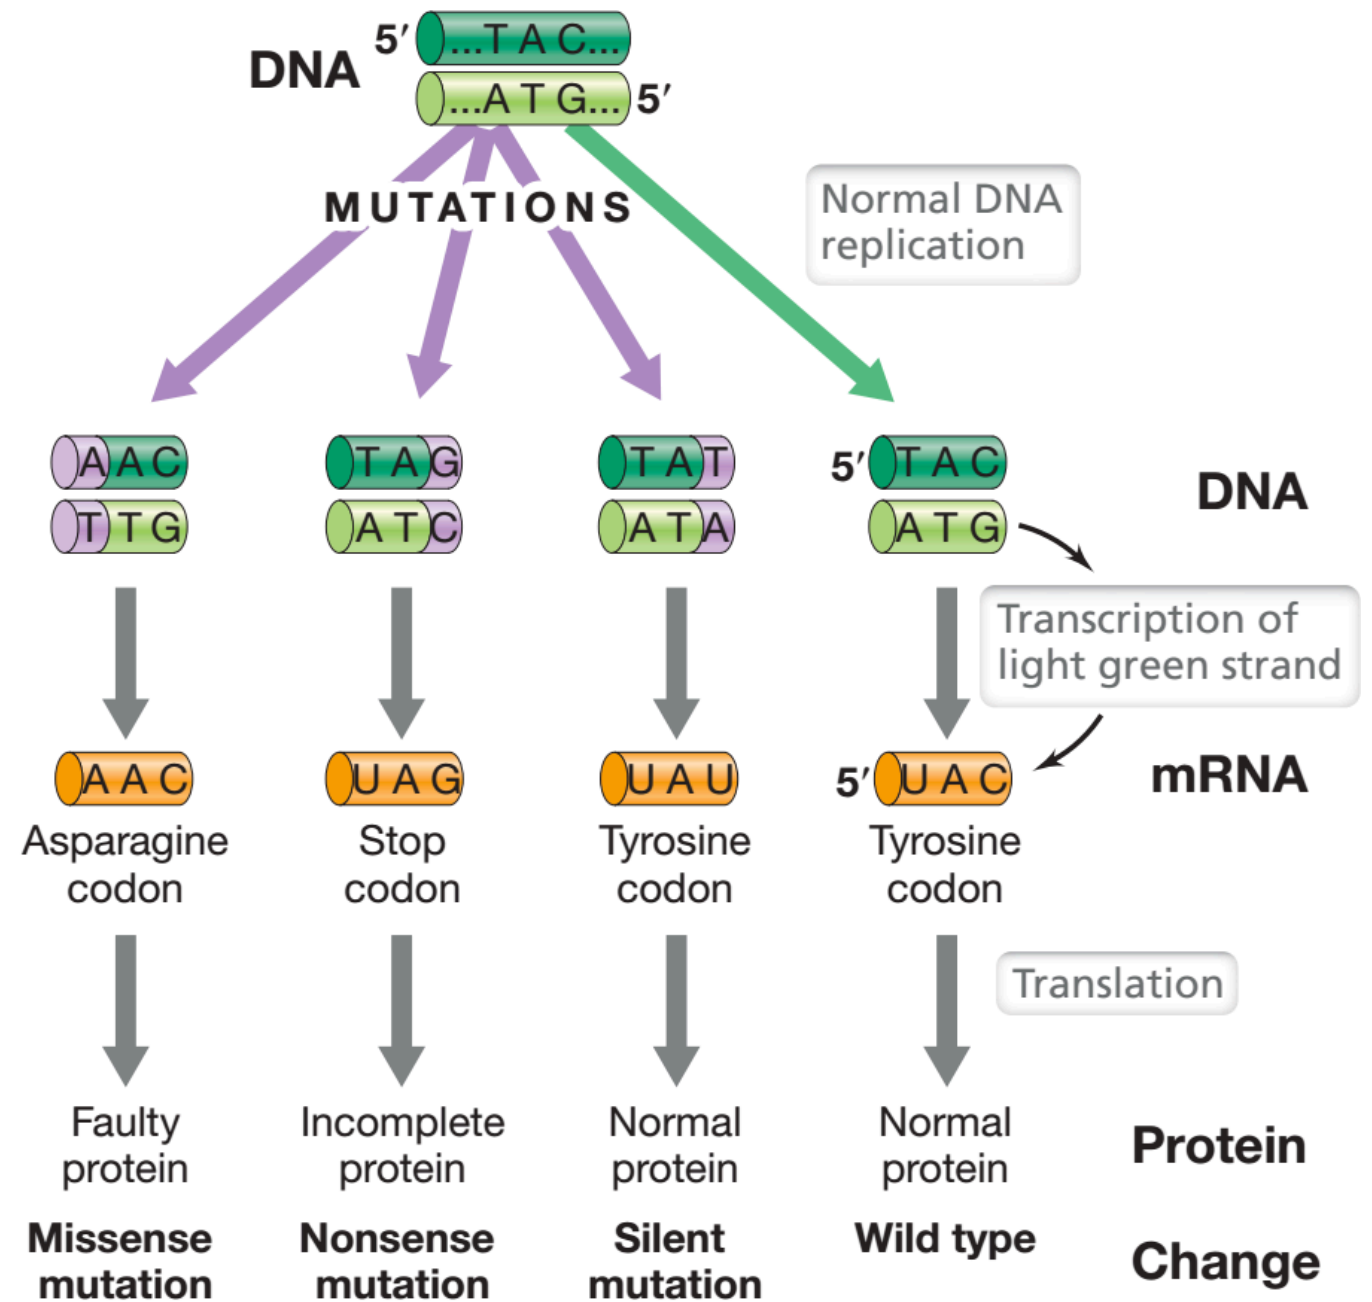 5′ ...T A C...
DNA
...A T G... 5′
MUTATIONS
Normal DNA
replication
A A C
T A G
T A T
5′ T A C
DNA
T T G
A T C
A T A
A T G
Transcription of
light green strand
A A C
U A G
U A U
5′ U A C
mRNA
Asparagine
codon
Stop
codon
Tyrosine
codon
Tyrosine
codon
Translation
Faulty
protein
Incomplete
protein
Normal
protein
Normal
protein
Protein
Missense
mutation
Nonsense
mutation
Silent
mutation
Wild type
Change